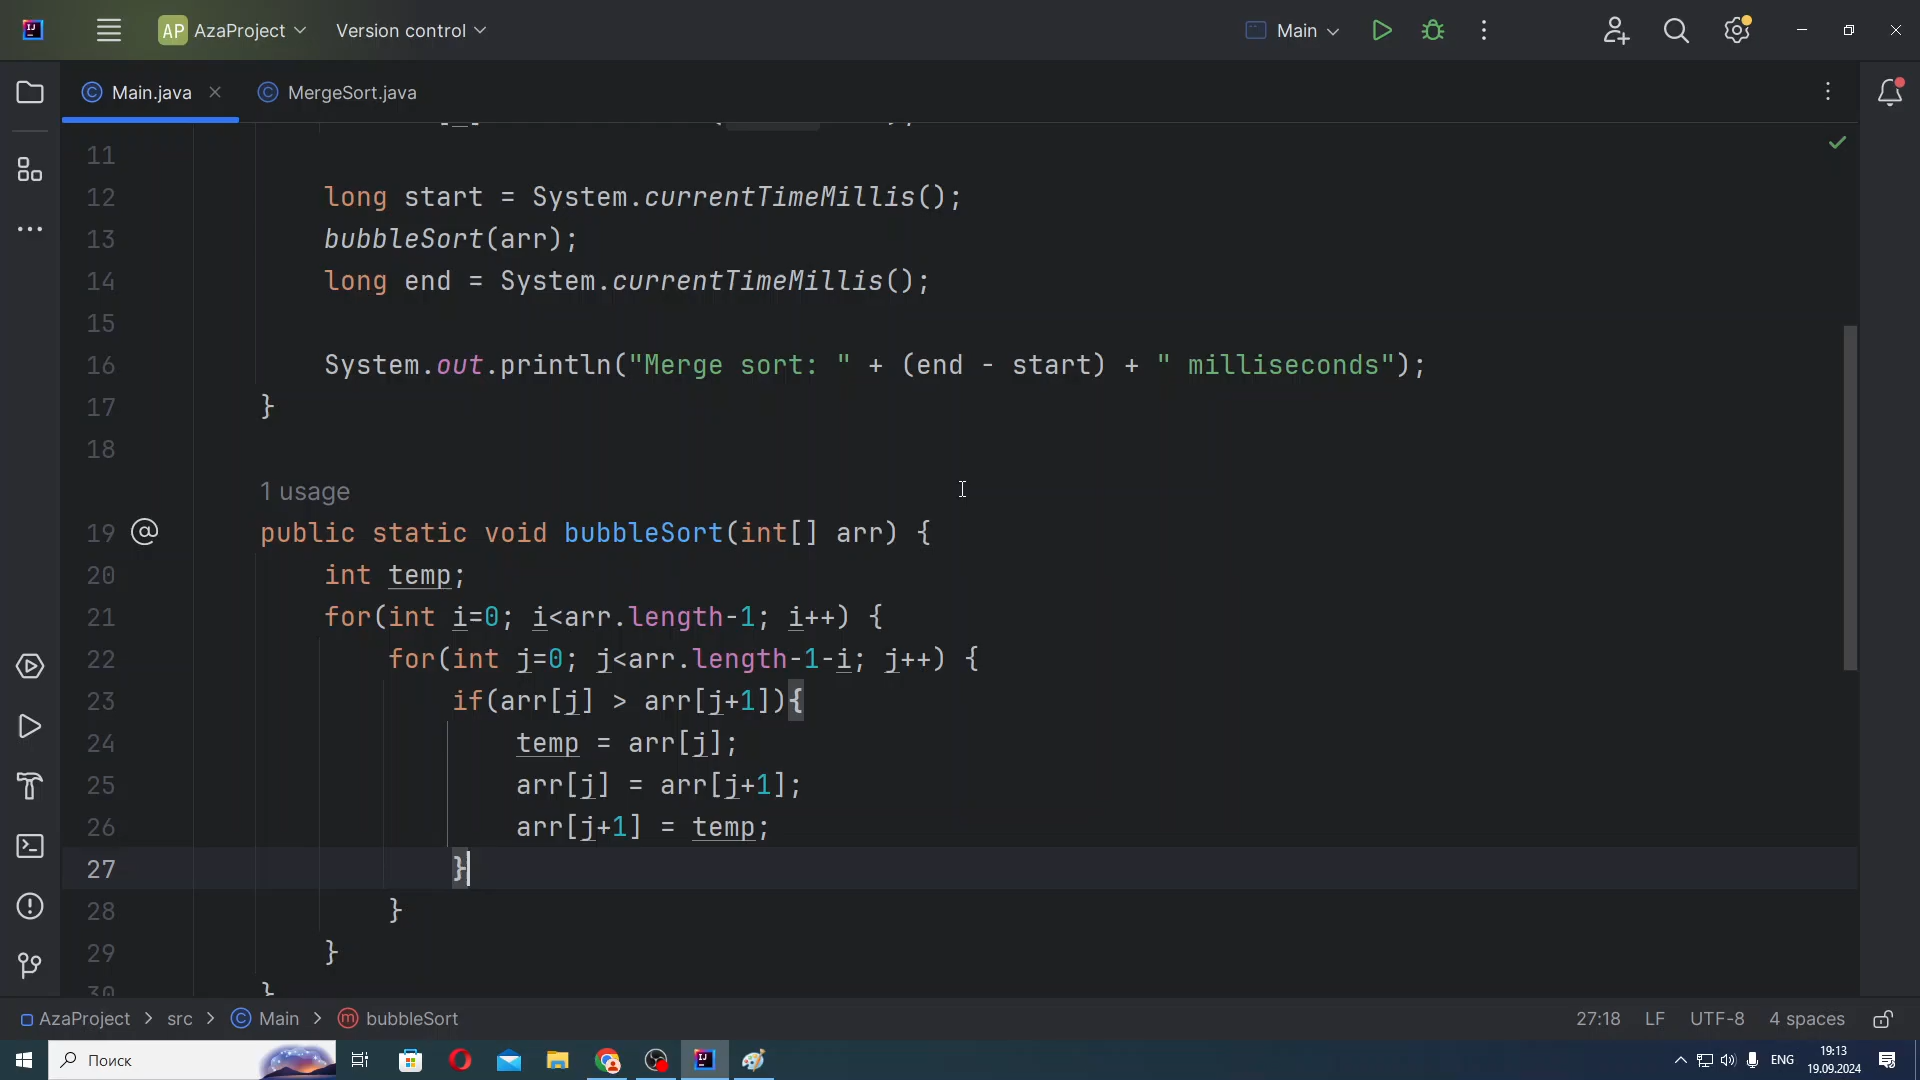 AP AzaProject Version control Main
Main.java MergeSort.java
11
12 long start = System.currentTimeMillis();
13 bubbleSort(arr);
14 long end = System.currentTimeMillis();
15
16 System.out.println("Merge sort: " + (end - start) + " milliseconds");
17 }
18
1 usage
19 @ public static void bubbleSort(int[] arr) {
20 int temp;
21 for(int i=0; i<arr.length-1; i++) {
22 for(int j=0; j<arr.length-1-i; j++) {
23 if(arr[j] > arr[j+1]){
24 temp = arr[j];
25 arr[j] = arr[j+1];
26 arr[j+1] = temp;
27 }
28 }
29 }
30 }
AzaProject > src > Main > bubbleSort 27:18 LF UTF-8 4 spaces
Поиск ENG 19:13
19.09.2024